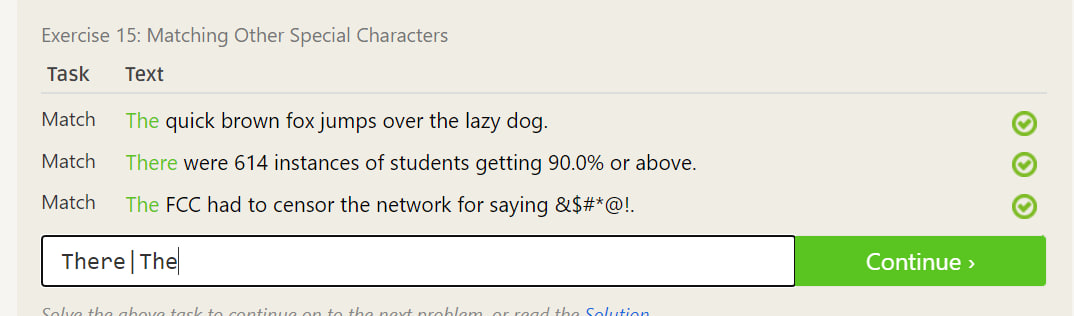 Exercise 15: Matching Other Special Characters
Task Text
Match The quick brown fox jumps over the lazy dog.
Match There were 614 instances of students getting 90.0% or above.
Match The FCC had to censor the network for saying &$#*@!.
There|The
Continue ›
Solve the above task to continue on to the next problem, or read the Solution.